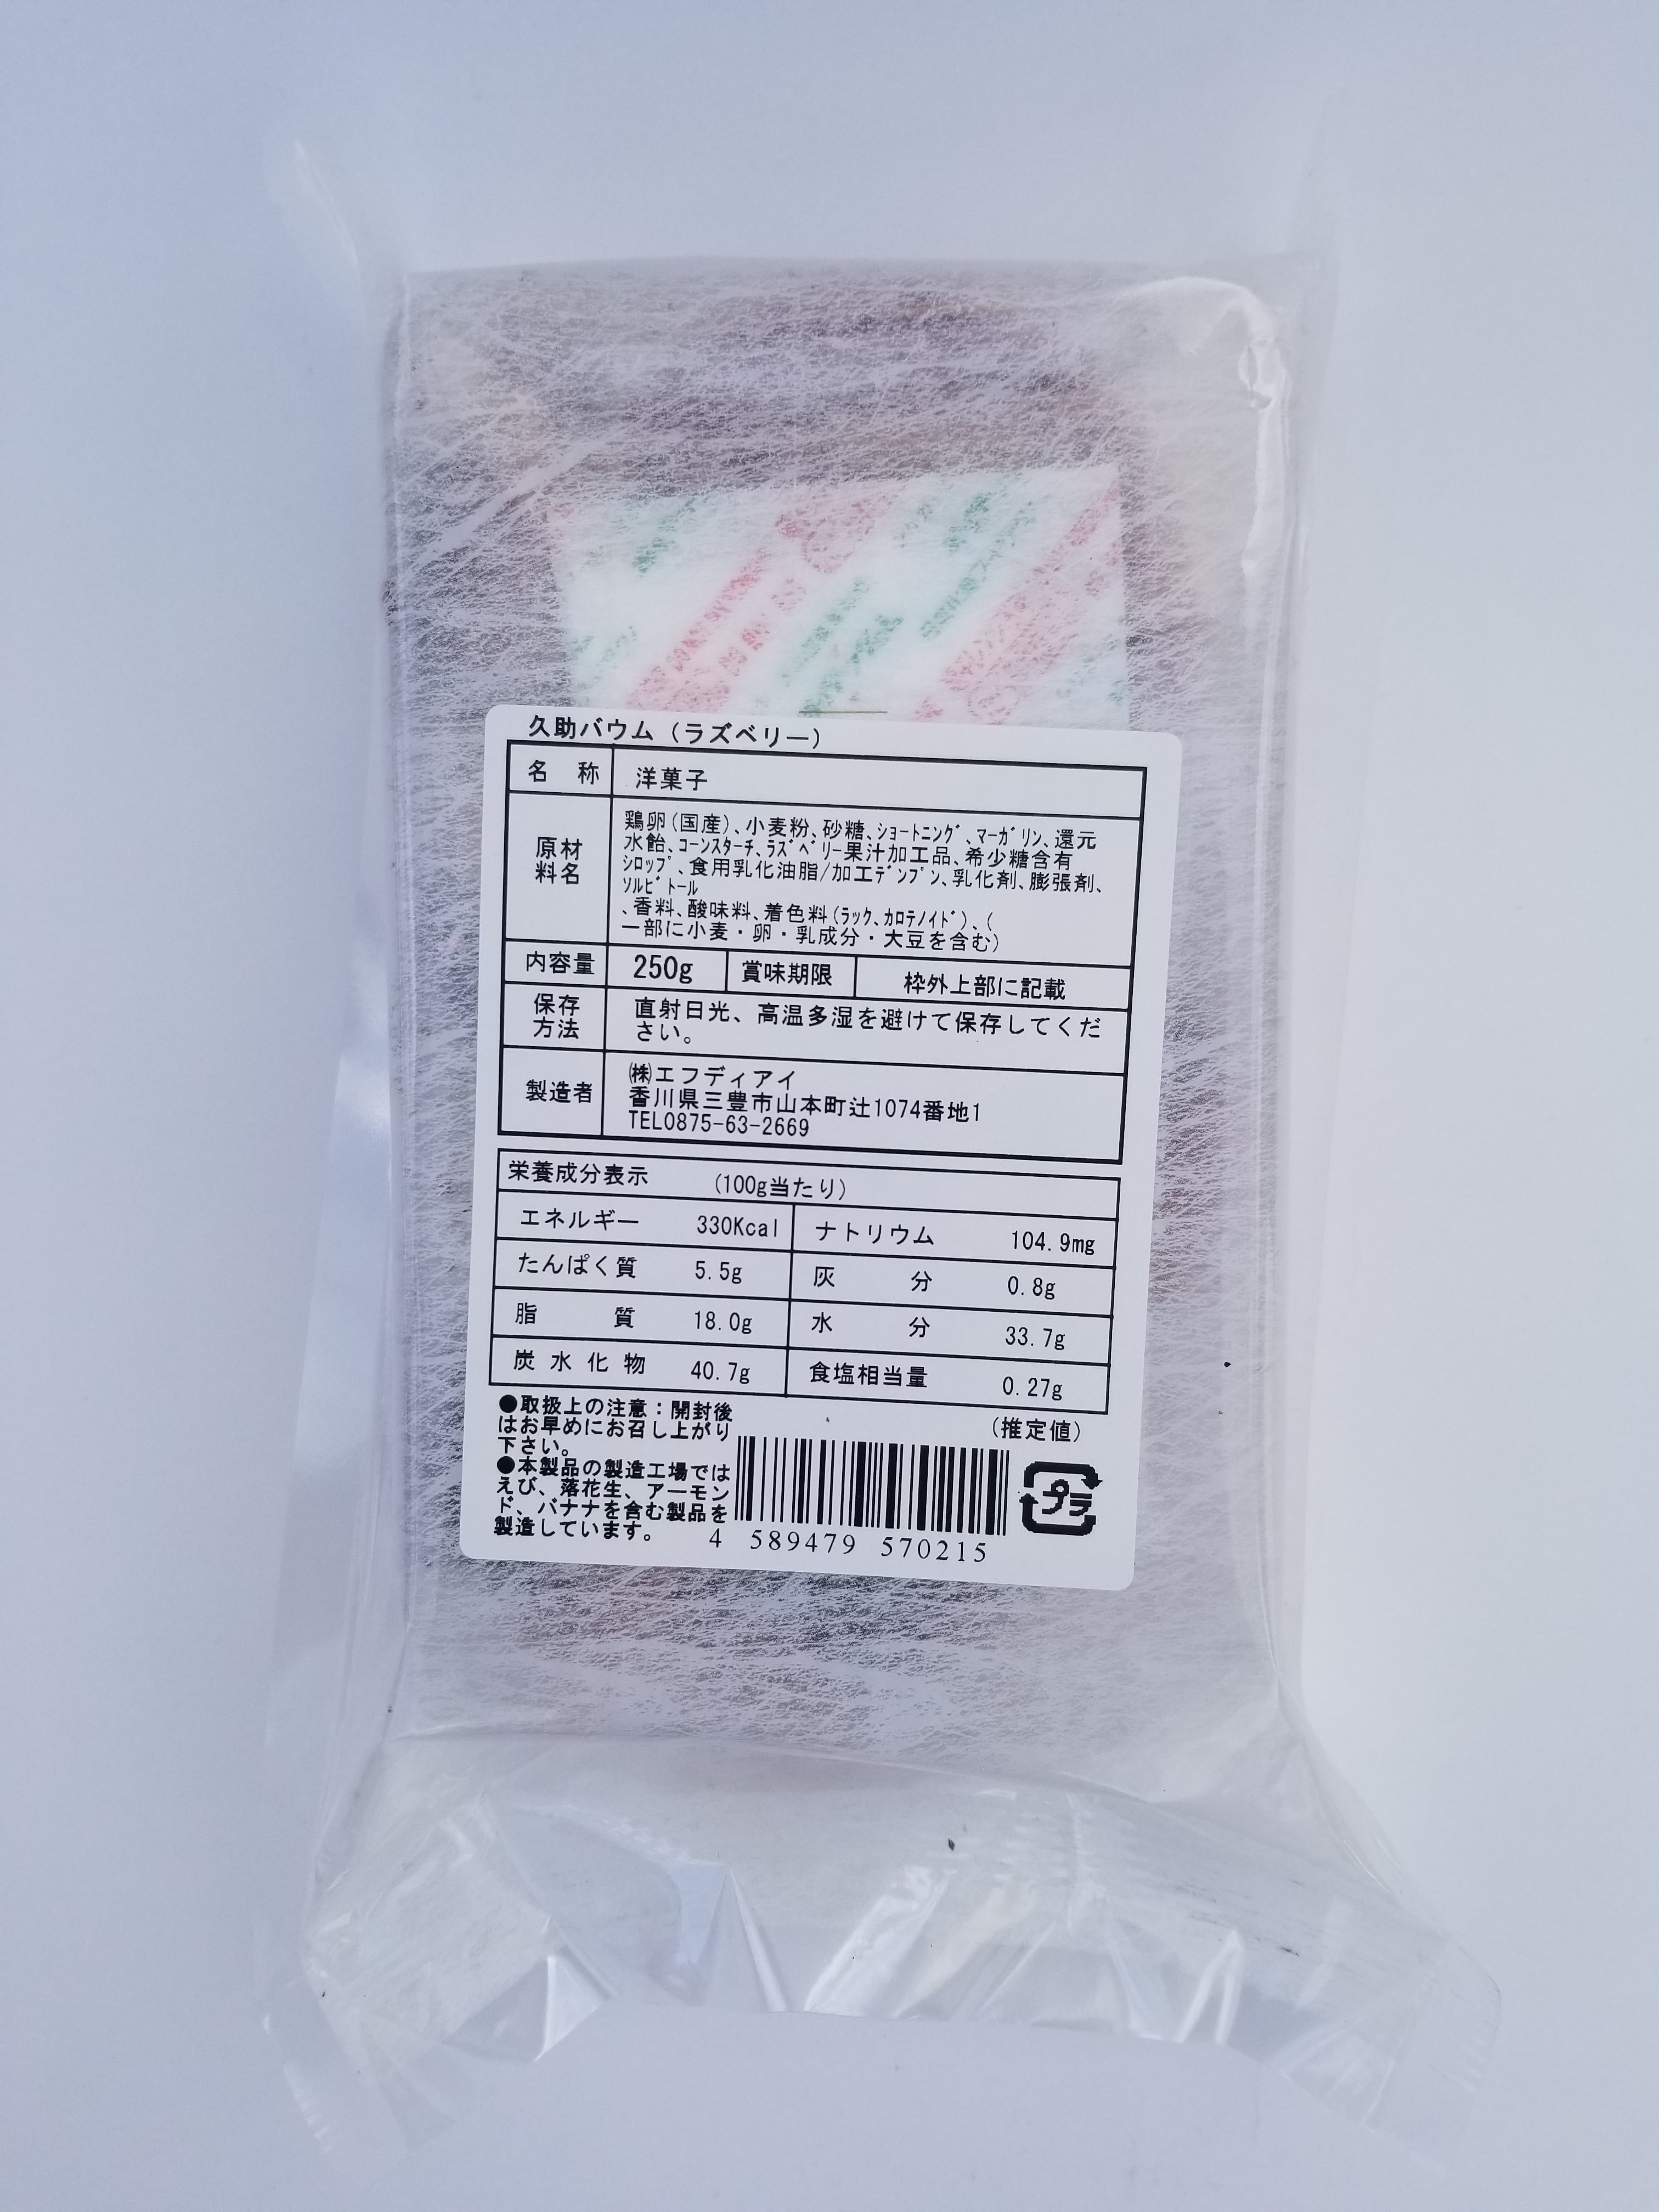 久助バウム（ラズベリー）
名　称　洋菓子
原材料名
鶏卵(国産)、小麦粉、砂糖、ｼｮｰﾄﾆﾝｸﾞ、ﾏｰｶﾞﾘﾝ、還元
水飴、ｺｰﾝｽﾀｰﾁ、ﾗｽﾞﾍﾞﾘｰ果汁加工品、希少糖含有
ｼﾛｯﾌﾟ、食用乳化油脂/加工ﾃﾞﾝﾌﾟﾝ、乳化剤、膨張剤、
ｿﾙﾋﾞﾄｰﾙ
、香料、酸味料、着色料(ﾗｯｸ、ｶﾛﾃﾉｲﾄﾞ)、(
一部に小麦・卵・乳成分・大豆を含む)
内容量　250g　賞味期限　枠外上部に記載
保存方法
直射日光、高温多湿を避けて保存してくだ
さい。
製造者
㈱エフディアイ
香川県三豊市山本町辻1074番地1
TEL0875-63-2669
栄養成分表示　(100g当たり)
エネルギー　330Kcal　ナトリウム　104.9mg
たんぱく質　5.5g　灰　分　0.8g
脂　質　18.0g　水　分　33.7g
炭水化物　40.7g　食塩相当量　0.27g
(推定値)
●取扱上の注意：開封後
はお早めにお召し上がり
下さい。
●本製品の製造工場では
えび、落花生、アーモン
ド、バナナを含む製品を
製造しています。
4 589479 570215
プラ